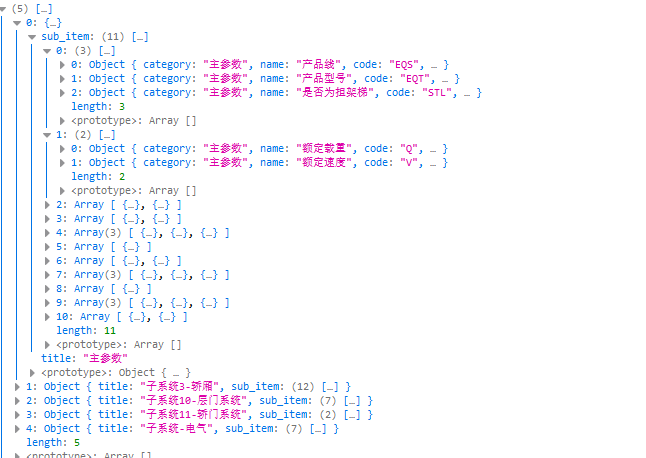 (5) […]
0: {…}
sub_item: (11) […]
0: (3) […]
0: Object { category: "主参数", name: "产品线", code: "EQS", … }
1: Object { category: "主参数", name: "产品型号", code: "EQT", … }
2: Object { category: "主参数", name: "是否为担架梯", code: "STL", … }
length: 3
<prototype>: Array []
1: (2) […]
0: Object { category: "主参数", name: "额定载重", code: "Q", … }
1: Object { category: "主参数", name: "额定速度", code: "V", … }
length: 2
<prototype>: Array []
2: Array [ {…}, {…} ]
3: Array [ {…}, {…} ]
4: Array(3) [ {…}, {…}, {…} ]
5: Array [ {…} ]
6: Array [ {…}, {…} ]
7: Array(3) [ {…}, {…}, {…} ]
8: Array [ {…} ]
9: Array(3) [ {…}, {…}, {…} ]
10: Array [ {…}, {…} ]
length: 11
<prototype>: Array []
title: "主参数"
<prototype>: Object { … }
1: Object { title: "子系统3-轿厢", sub_item: (12) […] }
2: Object { title: "子系统10-层门系统", sub_item: (7) […] }
3: Object { title: "子系统11-轿门系统", sub_item: (2) […] }
4: Object { title: "子系统-电气", sub_item: (7) […] }
length: 5
<prototype>: Array []